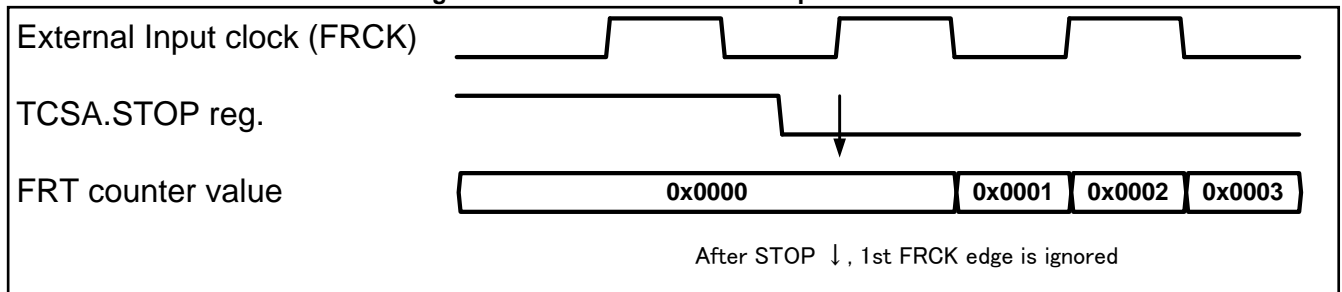 External Input clock (FRCK)
TCSA.STOP reg.
FRT counter value
0x0000 0x0001 0x0002 0x0003
After STOP ↓, 1st FRCK edge is ignored